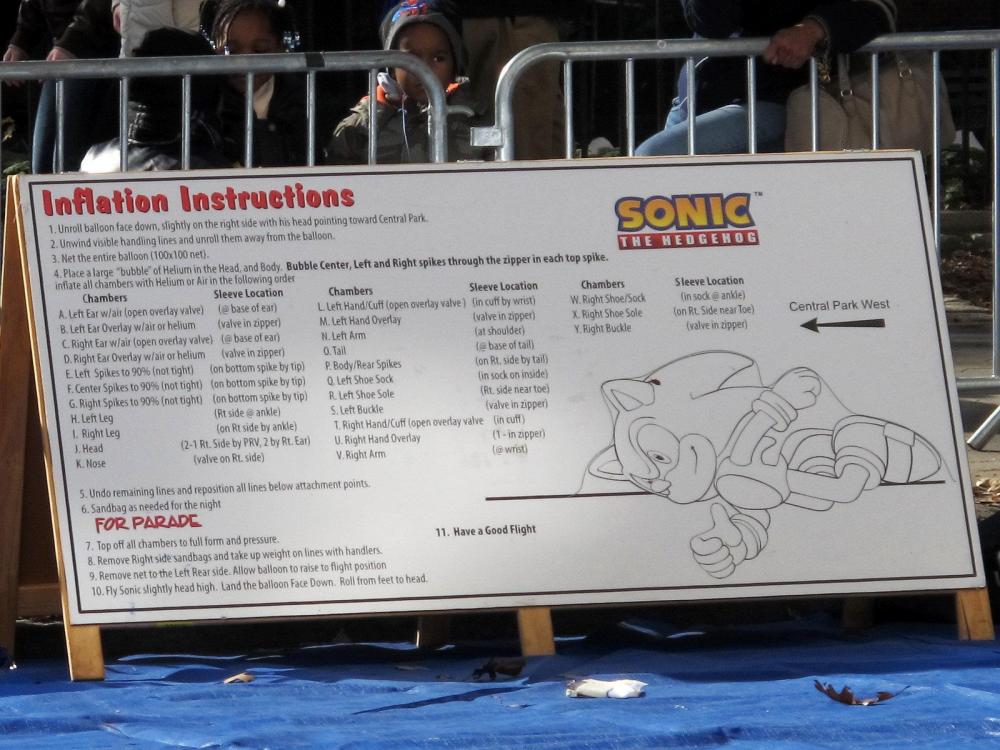 Inflation Instructions
SONIC™
THE HEDGEHOG
1. Unroll balloon face down, slightly on the right side with his head pointing toward Central Park.
2. Unwind visible handling lines and unroll them away from the balloon.
3. Net the entire balloon (100x100 net).
4. Place a large "bubble" of Helium in the Head, and Body. Bubble Center, Left and Right spikes through the zipper in each top spike.
inflate all chambers with Helium or Air in the following order
Chambers Sleeve Location
A. Left Ear w/air (open overlay valve) (@ base of ear)
B. Left Ear Overlay w/air or helium (valve in zipper)
C. Right Ear w/air (open overlay valve) (@ base of ear)
D. Right Ear Overlay w/air or helium (valve in zipper)
E. Left Spikes to 90% (not tight) (on bottom spike by tip)
F. Center Spikes to 90% (not tight) (on bottom spike by tip)
G. Right Spikes to 90% (not tight) (on bottom spike by tip)
H. Left Leg (Rt side @ ankle)
I. Right Leg (on Rt side by ankle)
J. Head (2-1 Rt. Side by PRV, 2 by Rt. Ear)
K. Nose (valve on Rt. side)
Chambers Sleeve Location
L. Left Hand/Cuff (open overlay valve ) (in cuff by wrist)
M. Left Hand Overlay (valve in zipper)
N. Left Arm (at shoulder)
O. Tail (@ base of tail)
P. Body/Rear Spikes (on Rt. side by tail)
Q. Left Shoe Sock (in sock on inside)
R. Left Shoe Sole (Rt. side near toe)
S. Left Buckle (valve in zipper)
T. Right Hand/Cuff (open overlay valve (in cuff)
U. Right Hand Overlay (1 - in zipper)
V. Right Arm (@ wrist)
Chambers Sleeve Location
W. Right Shoe/Sock (in sock @ ankle)
X. Right Shoe Sole (on Rt. Side near Toe)
Y. Right Buckle (valve in zipper)
Central Park West
5. Undo remaining lines and reposition all lines below attachment points.
6. Sandbag as needed for the night
FOR PARADE
7. Top off all chambers to full form and pressure.
8. Remove Right side sandbags and take up weight on lines with handlers.
9. Remove net to the Left Rear side. Allow balloon to raise to flight position
10. Fly Sonic slightly head high. Land the balloon Face Down. Roll from feet to head.
11. Have a Good Flight